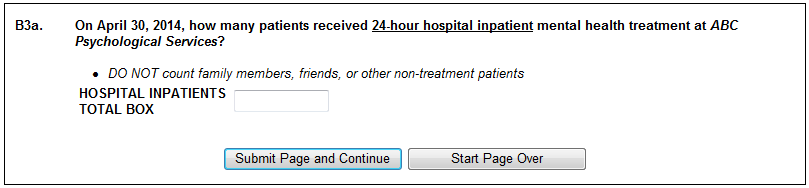 B3a. On April 30, 2014, how many patients received 24-hour hospital inpatient mental health treatment at ABC
Psychological Services?
• DO NOT count family members, friends, or other non-treatment patients
HOSPITAL INPATIENTS
TOTAL BOX
Submit Page and Continue Start Page Over